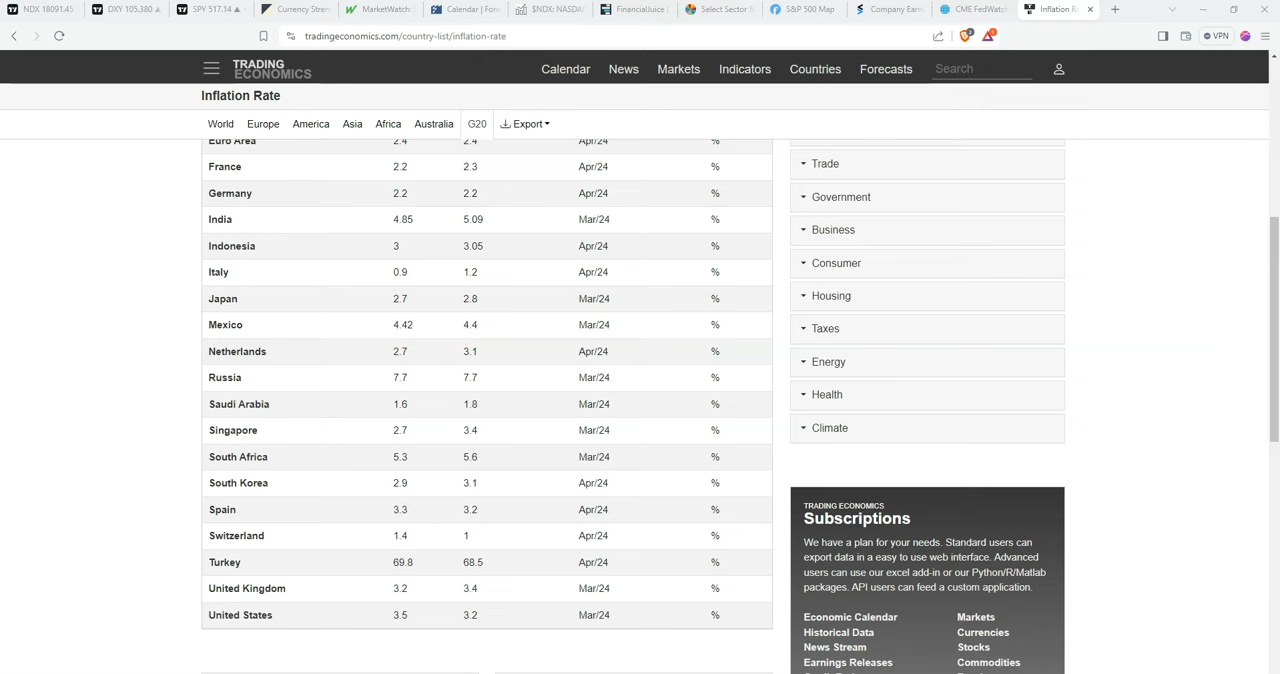 NDX 18091.45
DXY 105.380 ▲
SPY 517.14 ▲
Currency Stren
MarketWatch
Calendar | Fore
$NDX: NASDA
FinancialJuice |
Select Sector S
S&P 500 Map
Company Earn
CME FedWatch
Inflation Ra
tradingeconomics.com/country-list/inflation-rate
VPN
TRADING
ECONOMICS
Calendar News Markets Indicators Countries Forecasts Search
Inflation Rate
World Europe America Asia Africa Australia G20 Export
Euro Area 2.4 2.4 Apr/24 %
France 2.2 2.3 Apr/24 %
Germany 2.2 2.2 Apr/24 %
India 4.85 5.09 Mar/24 %
Indonesia 3 3.05 Apr/24 %
Italy 0.9 1.2 Apr/24 %
Japan 2.7 2.8 Mar/24 %
Mexico 4.42 4.4 Mar/24 %
Netherlands 2.7 3.1 Apr/24 %
Russia 7.7 7.7 Mar/24 %
Saudi Arabia 1.6 1.8 Mar/24 %
Singapore 2.7 3.4 Mar/24 %
South Africa 5.3 5.6 Mar/24 %
South Korea 2.9 3.1 Apr/24 %
Spain 3.3 3.2 Apr/24 %
Switzerland 1.4 1 Apr/24 %
Turkey 69.8 68.5 Apr/24 %
United Kingdom 3.2 3.4 Mar/24 %
United States 3.5 3.2 Mar/24 %
Trade
Government
Business
Consumer
Housing
Taxes
Energy
Health
Climate
TRADING ECONOMICS
Subscriptions
We have a plan for your needs. Standard users can
export data in a easy to use web interface. Advanced
users can use our excel add-in or our Python/R/Matlab
packages. API users can feed a custom application.
Economic Calendar Markets
Historical Data Currencies
News Stream Stocks
Earnings Releases Commodities